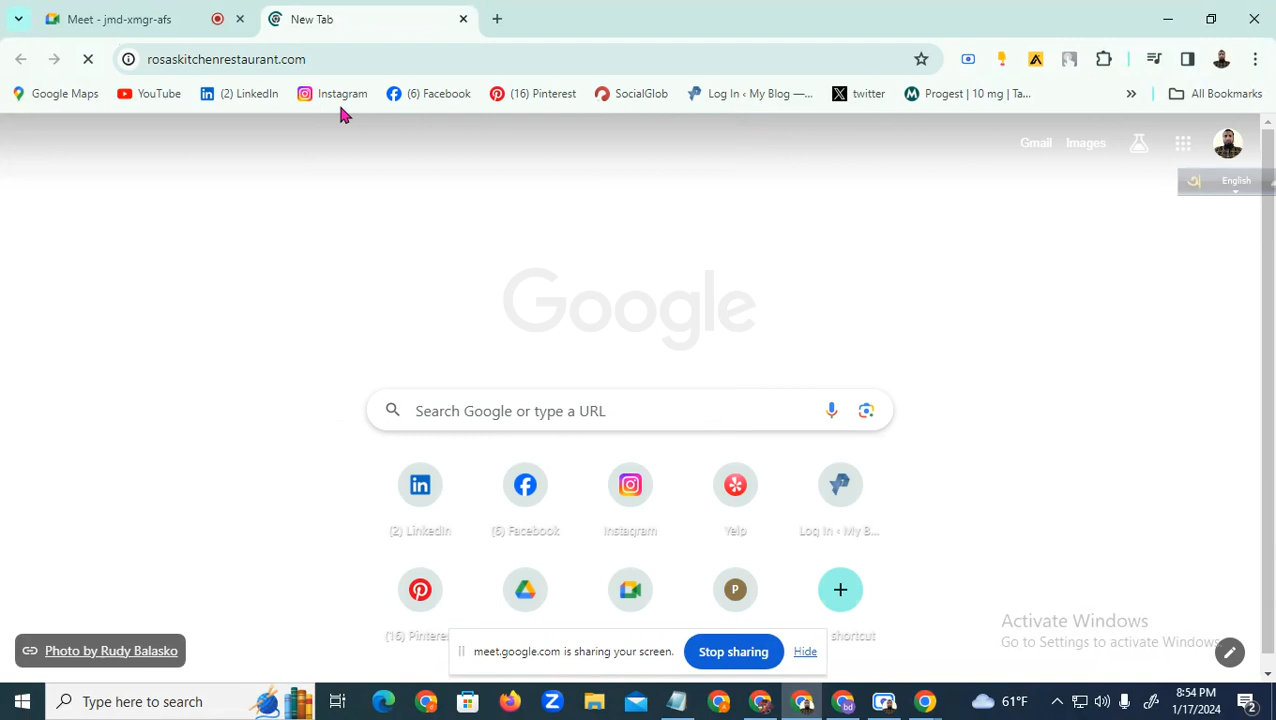 Meet - jmd-xmgr-afs
New Tab
rosaskitchenrestaurant.com
Google Maps
YouTube
(2) LinkedIn
Instagram
(6) Facebook
(16) Pinterest
SocialGlob
Log In ‹ My Blog —...
twitter
Progest | 10 mg | Ta...
»
All Bookmarks
Gmail
Images
English
Google
Search Google or type a URL
(2) LinkedIn
(6) Facebook
Instagram
Yelp
Log In ‹ My B...
P
(16) Pinteres
shortcut
Activate Windows
Go to Settings to activate Windows.
meet.google.com is sharing your screen.
Stop sharing
Hide
Photo by Rudy Balasko
Type here to search
61°F
8:54 PM
1/17/2024
2